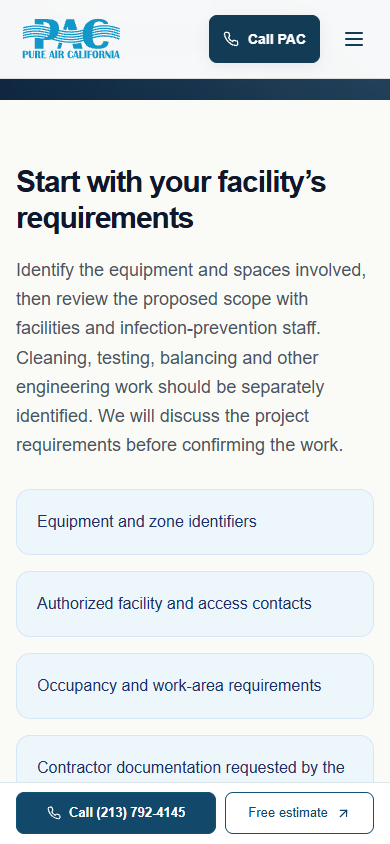 PAC
PURE AIR CALIFORNIA
Call PAC
Start with your facility’s
requirements
Identify the equipment and spaces involved,
then review the proposed scope with
facilities and infection-prevention staff.
Cleaning, testing, balancing and other
engineering work should be separately
identified. We will discuss the project
requirements before confirming the work.
Equipment and zone identifiers
Authorized facility and access contacts
Occupancy and work-area requirements
Contractor documentation requested by the
Call (213) 792-4145
Free estimate